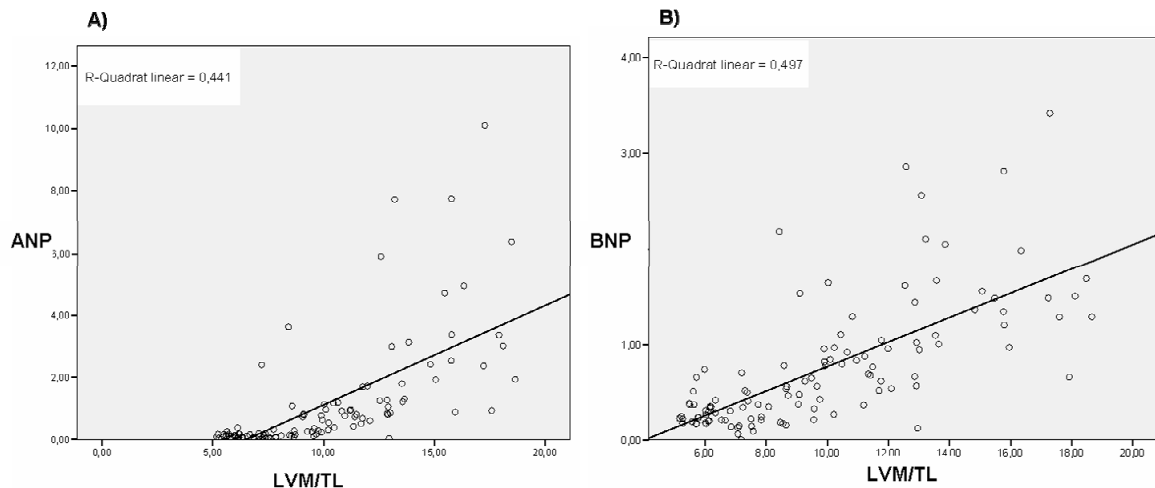 A)
R-Quadrat linear = 0,441
12,00
10,00
8,00
ANP
4,00
2,00
0,00
0,00 5,00 10,00 15,00 20,00
LVM/TL
B)
R-Quadrat linear = 0,497
4,00
3,00
BNP
1,00
0,00
6,00 8,00 10,00 12,00 14,00 16,00 18,00 20,00
LVM/TL